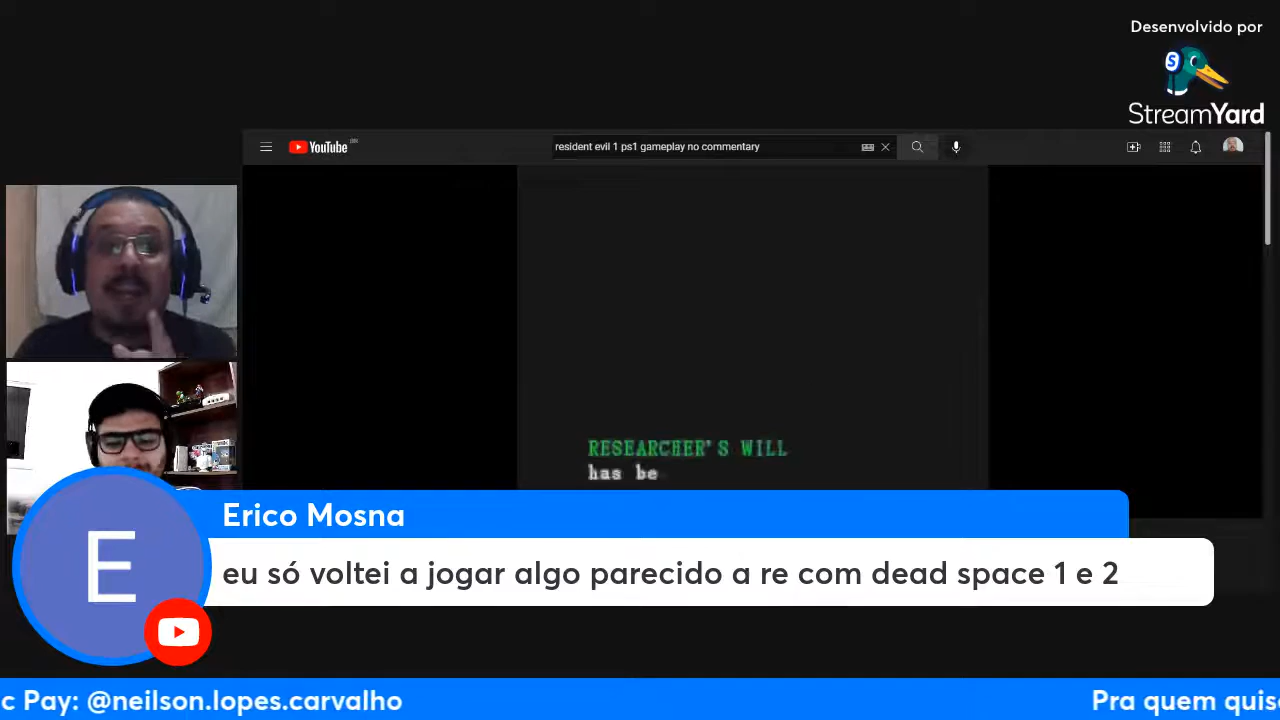 Desenvolvido por
S
StreamYard
YouTube
resident evil 1 ps1 gameplay no commentary
RESEARCHER'S WILL
has be
E
Erico Mosna
eu só voltei a jogar algo parecido a re com dead space 1 e 2
c Pay: @neilson.lopes.carvalho
Pra quem quis